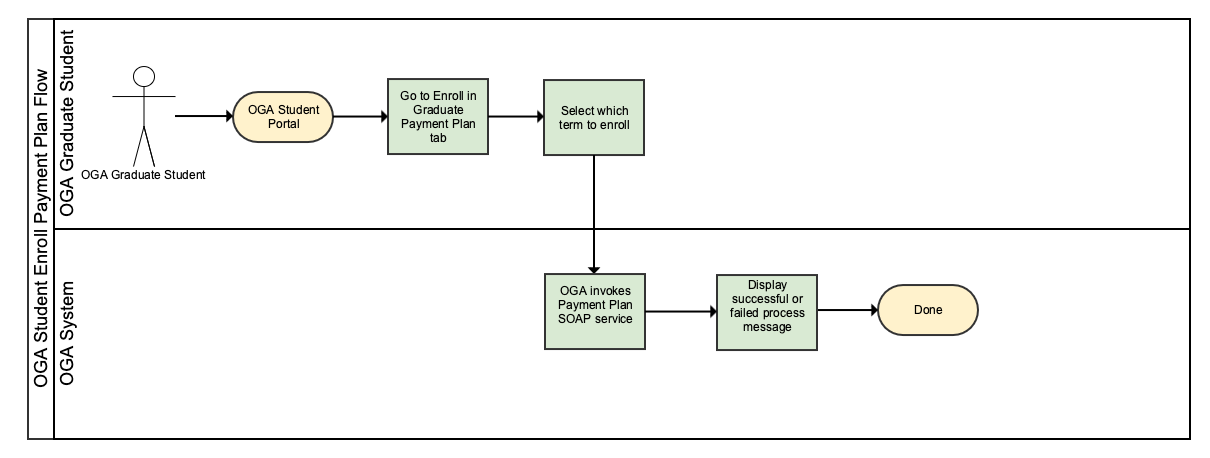 OGA Student Enroll Payment Plan Flow
OGA Graduate Student
OGA Graduate Student
OGA Student
Portal
Go to Enroll in
Graduate
Payment Plan
tab
Select which
term to enroll
OGA System
OGA invokes
Payment Plan
SOAP service
Display
successful or
failed process
message
Done